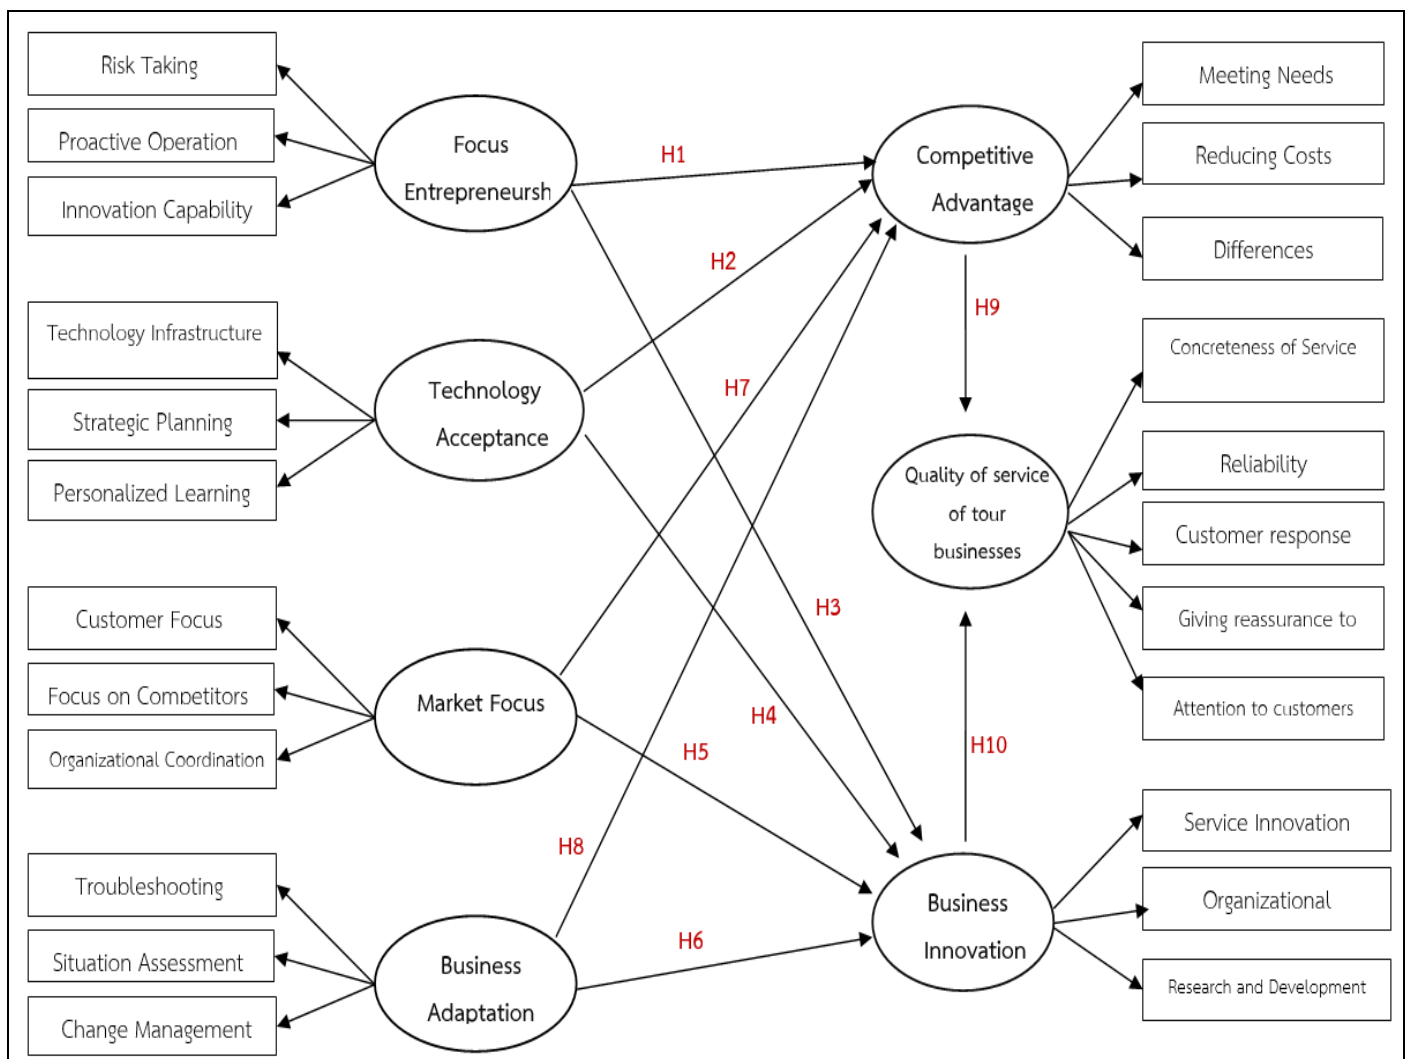 Risk Taking
Proactive Operation
Innovation Capability
Focus
Entrepreneursh
H1
Competitive
Advantage
Meeting Needs
Reducing Costs
Differences
Technology Infrastructure
Strategic Planning
Personalized Learning
Technology
Acceptance
H2
H7
H9
Concreteness of Service
Quality of service
of tour
businesses
Reliability
Customer response
Giving reassurance to
Attention to customers
Customer Focus
Focus on Competitors
Organizational Coordination
Market Focus
H3
H4
H5
H10
H8
Troubleshooting
Situation Assessment
Change Management
Business
Adaptation
H6
Business
Innovation
Service Innovation
Organizational
Research and Development